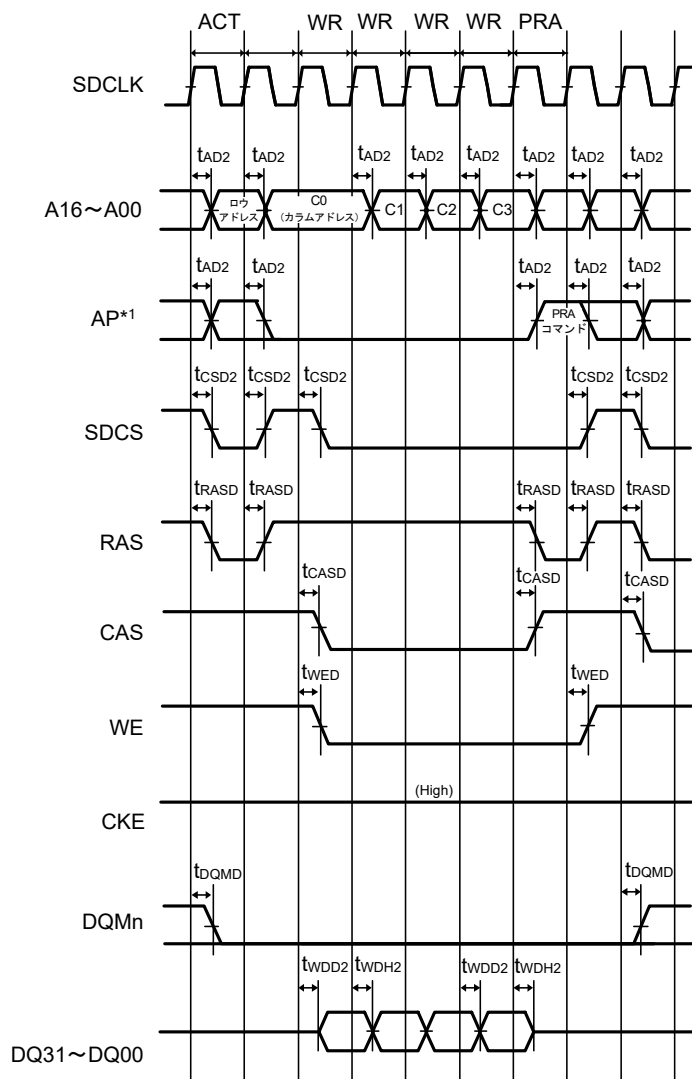 ACT WR WR WR WR PRA
SDCLK
tAD2 tAD2 tAD2 tAD2 tAD2 tAD2 tAD2 tAD2
A16～A00
ロウ
アドレス
C0
(カラムアドレス)
C1 C2 C3
tAD2 tAD2 tAD2 tAD2 tAD2
AP*1
PRA
コマンド
tCSD2 tCSD2 tCSD2 tCSD2 tCSD2
SDCS
tRASD tRASD tRASD tRASD tRASD
RAS
tCASD tCASD tCASD
CAS
tWED tWED
WE
(High)
CKE
tDQMD tDQMD
DQMn
tWDD2 tWDH2 tWDD2 tWDH2
DQ31～DQ00